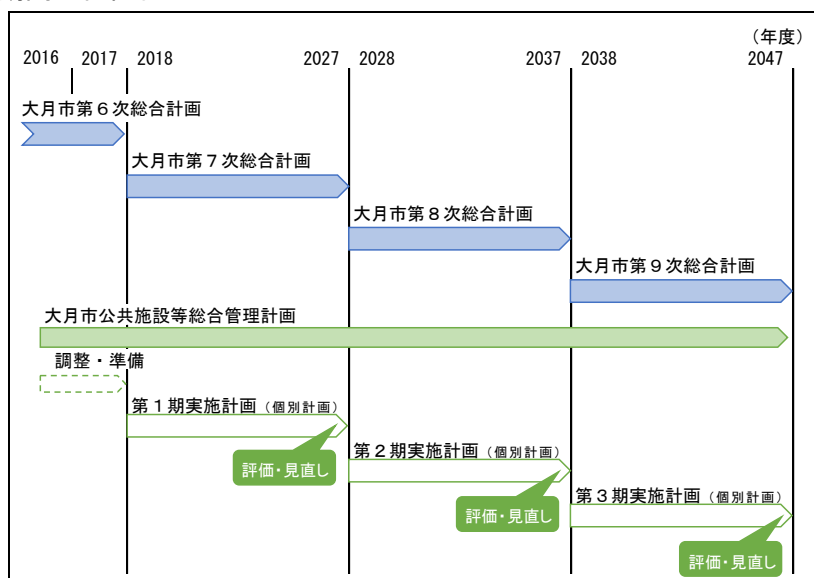 （年度）
2016 2017 2018 2027 2028 2037 2038 2047
大月市第６次総合計画
大月市第７次総合計画
大月市第８次総合計画
大月市第９次総合計画
大月市公共施設等総合管理計画
調整・準備
第１期実施計画（個別計画）
評価・見直し
第２期実施計画（個別計画）
評価・見直し
第３期実施計画（個別計画）
評価・見直し